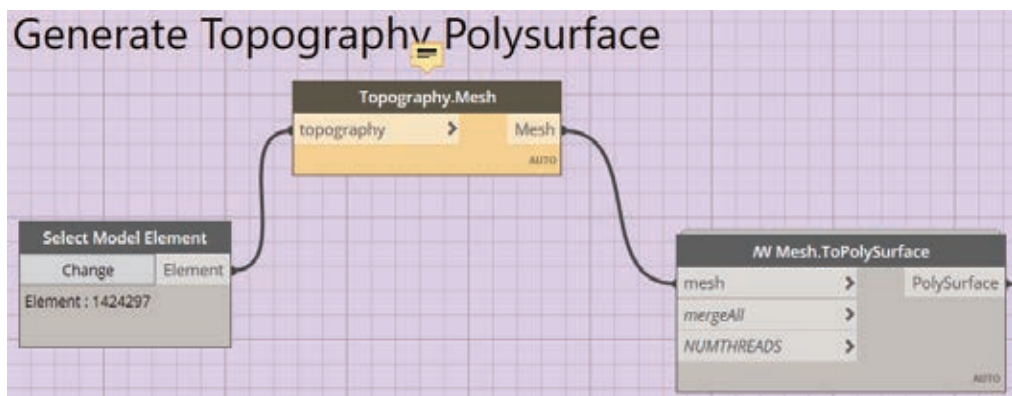 Generate Topography Polysurface
Topography.Mesh
topography > Mesh
AUTO
Select Model Element
Change Element
Element : 1424297
/W Mesh.ToPolySurface
mesh > PolySurface
mergeAll >
NUMTHREADS >
AUTO